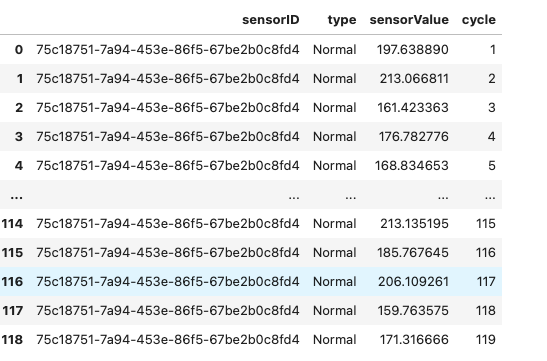 sensorID type sensorValue cycle
0 75c18751-7a94-453e-86f5-67be2b0c8fd4 Normal 197.638890 1
1 75c18751-7a94-453e-86f5-67be2b0c8fd4 Normal 213.066811 2
2 75c18751-7a94-453e-86f5-67be2b0c8fd4 Normal 161.423363 3
3 75c18751-7a94-453e-86f5-67be2b0c8fd4 Normal 176.782776 4
4 75c18751-7a94-453e-86f5-67be2b0c8fd4 Normal 168.834653 5
... ... ... ... ...
114 75c18751-7a94-453e-86f5-67be2b0c8fd4 Normal 213.135195 115
115 75c18751-7a94-453e-86f5-67be2b0c8fd4 Normal 185.767645 116
116 75c18751-7a94-453e-86f5-67be2b0c8fd4 Normal 206.109261 117
117 75c18751-7a94-453e-86f5-67be2b0c8fd4 Normal 159.763575 118
118 75c18751-7a94-453e-86f5-67be2b0c8fd4 Normal 171.316666 119